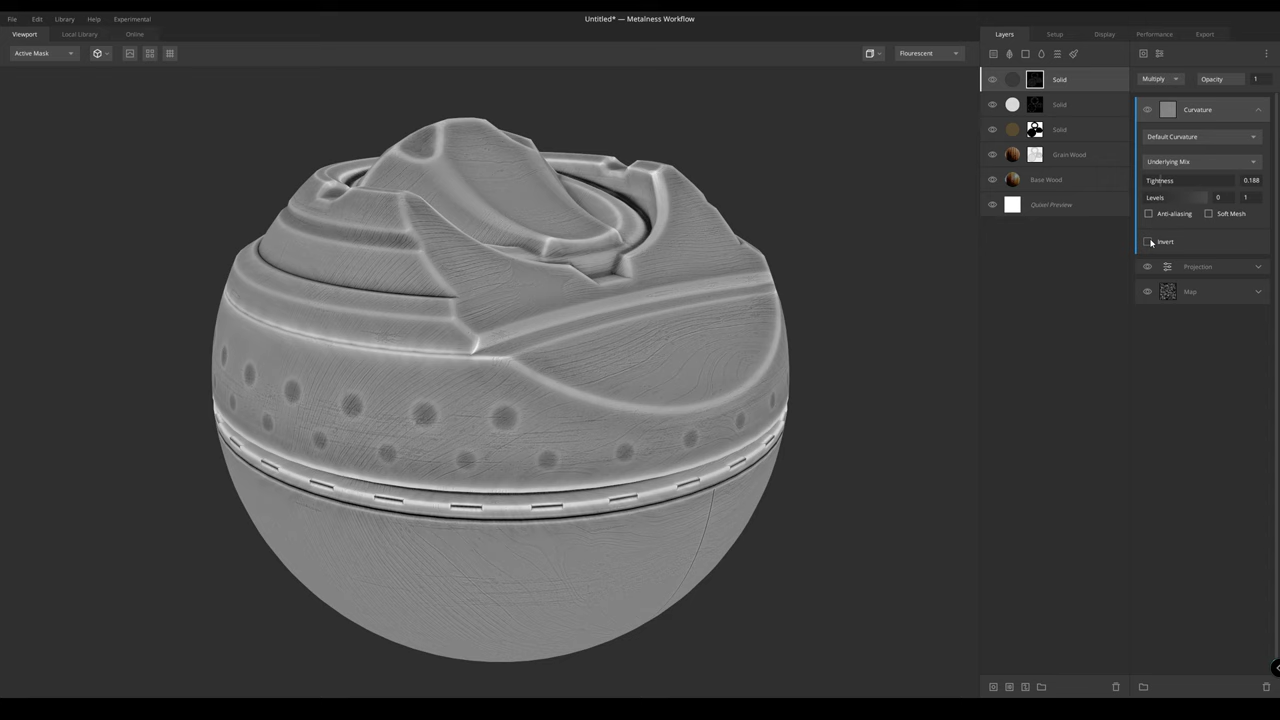 Untitled* — Metalness Workflow
File Edit Library Help Experimental
Viewport Local Library Online
Active Mask
Flourescent
Layers Setup Display Performance Export
Solid
Solid
Solid
Grain Wood
Base Wood
Quixel Preview
Multiply Opacity 1
Curvature
Default Curvature
Underlying Mix
Tightness 0.188
Levels 0 1
Anti-aliasing Soft Mesh
Invert
Projection
Map